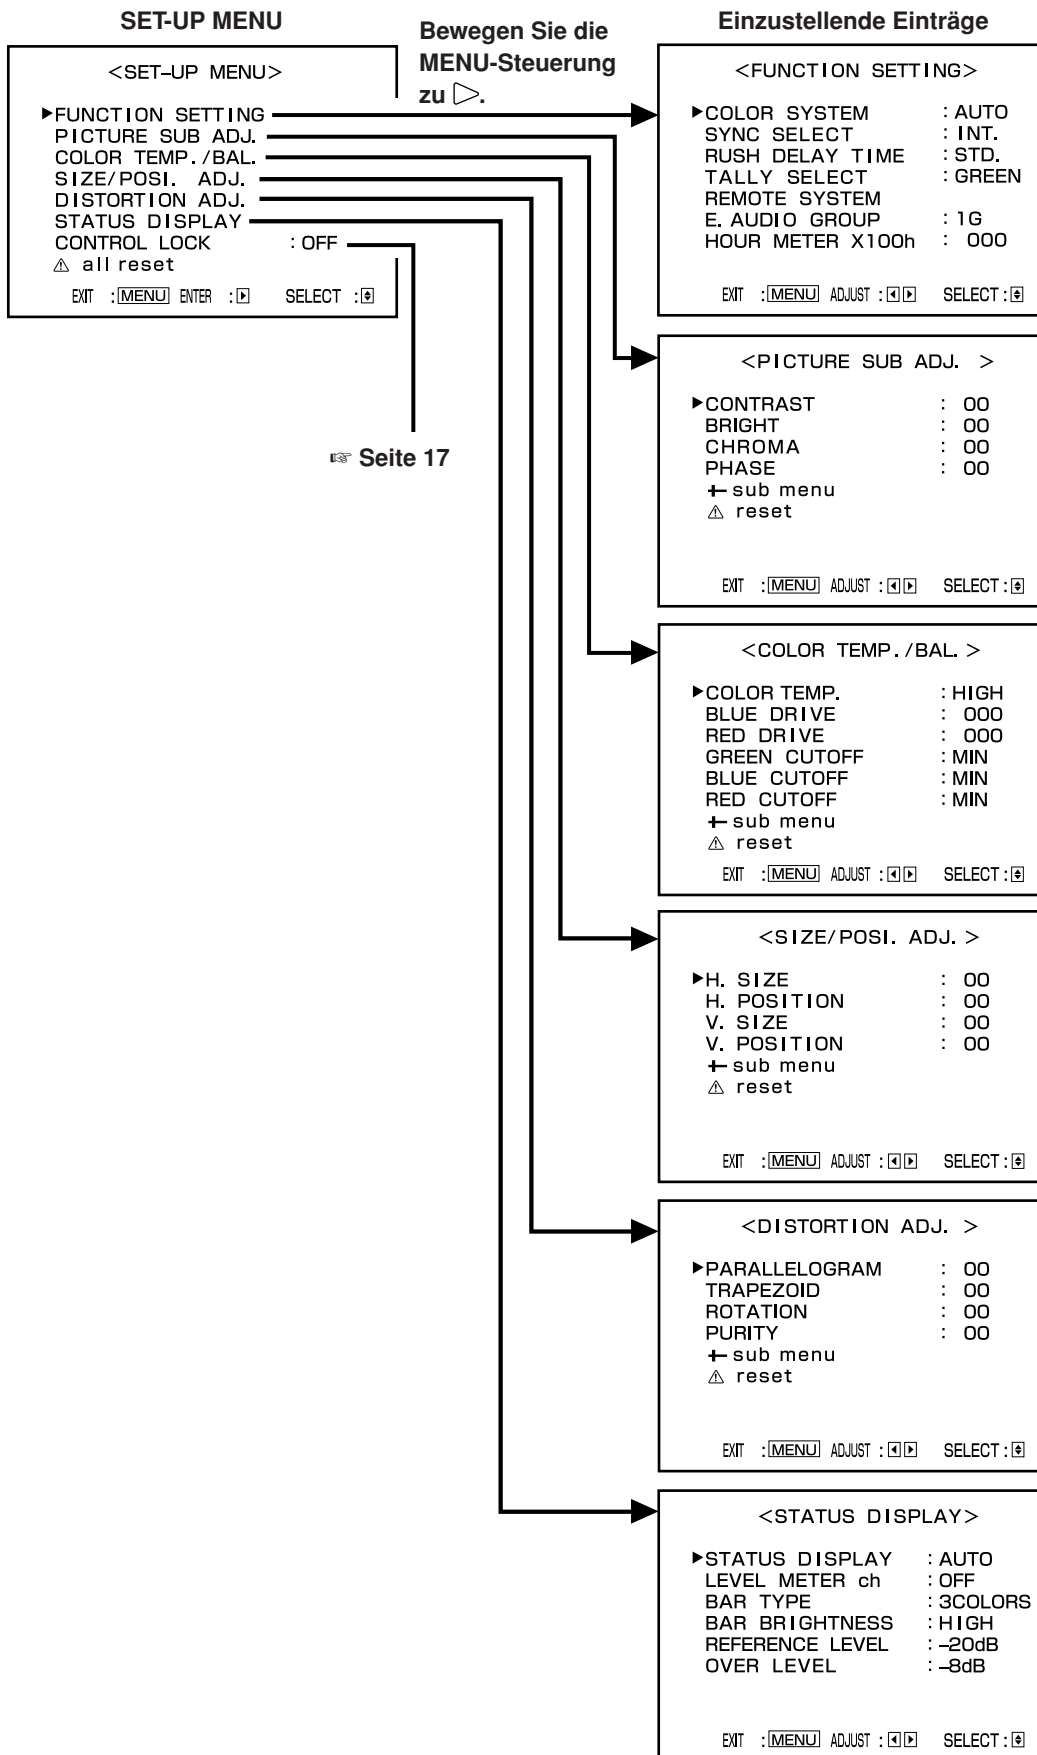 SET-UP MENU
Bewegen Sie die
MENU-Steuerung
zu ▷.
Einzustellende Einträge
<SET–UP MENU>
▶FUNCTION SETTING
PICTURE SUB ADJ.
COLOR TEMP./BAL.
SIZE/POSI. ADJ.
DISTORTION ADJ.
STATUS DISPLAY
CONTROL LOCK : OFF
⚠ all reset
EXIT : MENU ENTER : ▶ SELECT : ♦
☞ Seite 17
<FUNCTION SETTING>
▶COLOR SYSTEM : AUTO
SYNC SELECT : INT.
RUSH DELAY TIME : STD.
TALLY SELECT : GREEN
REMOTE SYSTEM
E. AUDIO GROUP : 1G
HOUR METER X100h : 000
EXIT : MENU ADJUST : ◀ ▶ SELECT : ♦
<PICTURE SUB ADJ. >
▶CONTRAST : 00
BRIGHT : 00
CHROMA : 00
PHASE : 00
+ sub menu
⚠ reset
EXIT : MENU ADJUST : ◀ ▶ SELECT : ♦
<COLOR TEMP. /BAL. >
▶COLOR TEMP. : HIGH
BLUE DRIVE : 000
RED DRIVE : 000
GREEN CUTOFF : MIN
BLUE CUTOFF : MIN
RED CUTOFF : MIN
+ sub menu
⚠ reset
EXIT : MENU ADJUST : ◀ ▶ SELECT : ♦
<SIZE/POSI. ADJ. >
▶H. SIZE : 00
H. POSITION : 00
V. SIZE : 00
V. POSITION : 00
+ sub menu
⚠ reset
EXIT : MENU ADJUST : ◀ ▶ SELECT : ♦
<DISTORTION ADJ. >
▶PARALLELOGRAM : 00
TRAPEZOID : 00
ROTATION : 00
PURITY : 00
+ sub menu
⚠ reset
EXIT : MENU ADJUST : ◀ ▶ SELECT : ♦
<STATUS DISPLAY>
▶STATUS DISPLAY : AUTO
LEVEL METER ch : OFF
BAR TYPE : 3COLORS
BAR BRIGHTNESS : HIGH
REFERENCE LEVEL : –20dB
OVER LEVEL : –8dB
EXIT : MENU ADJUST : ◀ ▶ SELECT : ♦